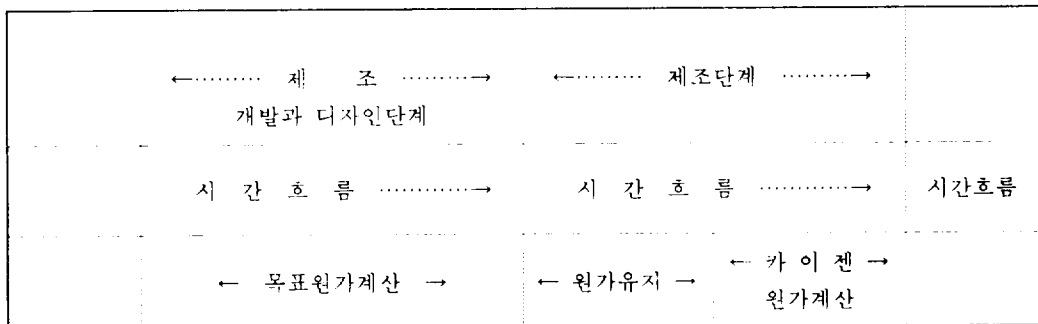 ←········· 제 조 ·········→ ←········· 제조단계 ·········→
개발과 디자인단계
시 간 흐 름 ············→ 시 간 흐 름 ············→ 시간흐름
← 목표원가계산 → ← 원가유지 → ← 카 이 젠 →
원가계산